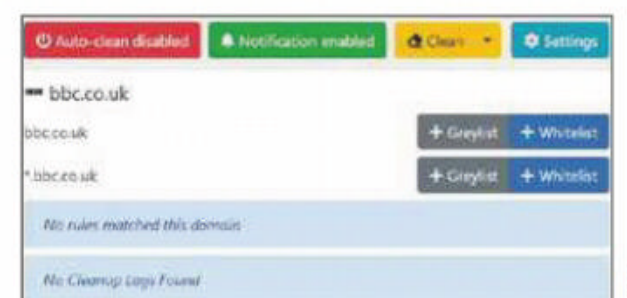 Auto-clean disabled Notification enabled Clean Settings
bbc.co.uk
bbc.co.uk + Greylist + Whitelist
*.bbc.co.uk + Greylist + Whitelist
No rules matched this domain
No Cleanup Logs Found